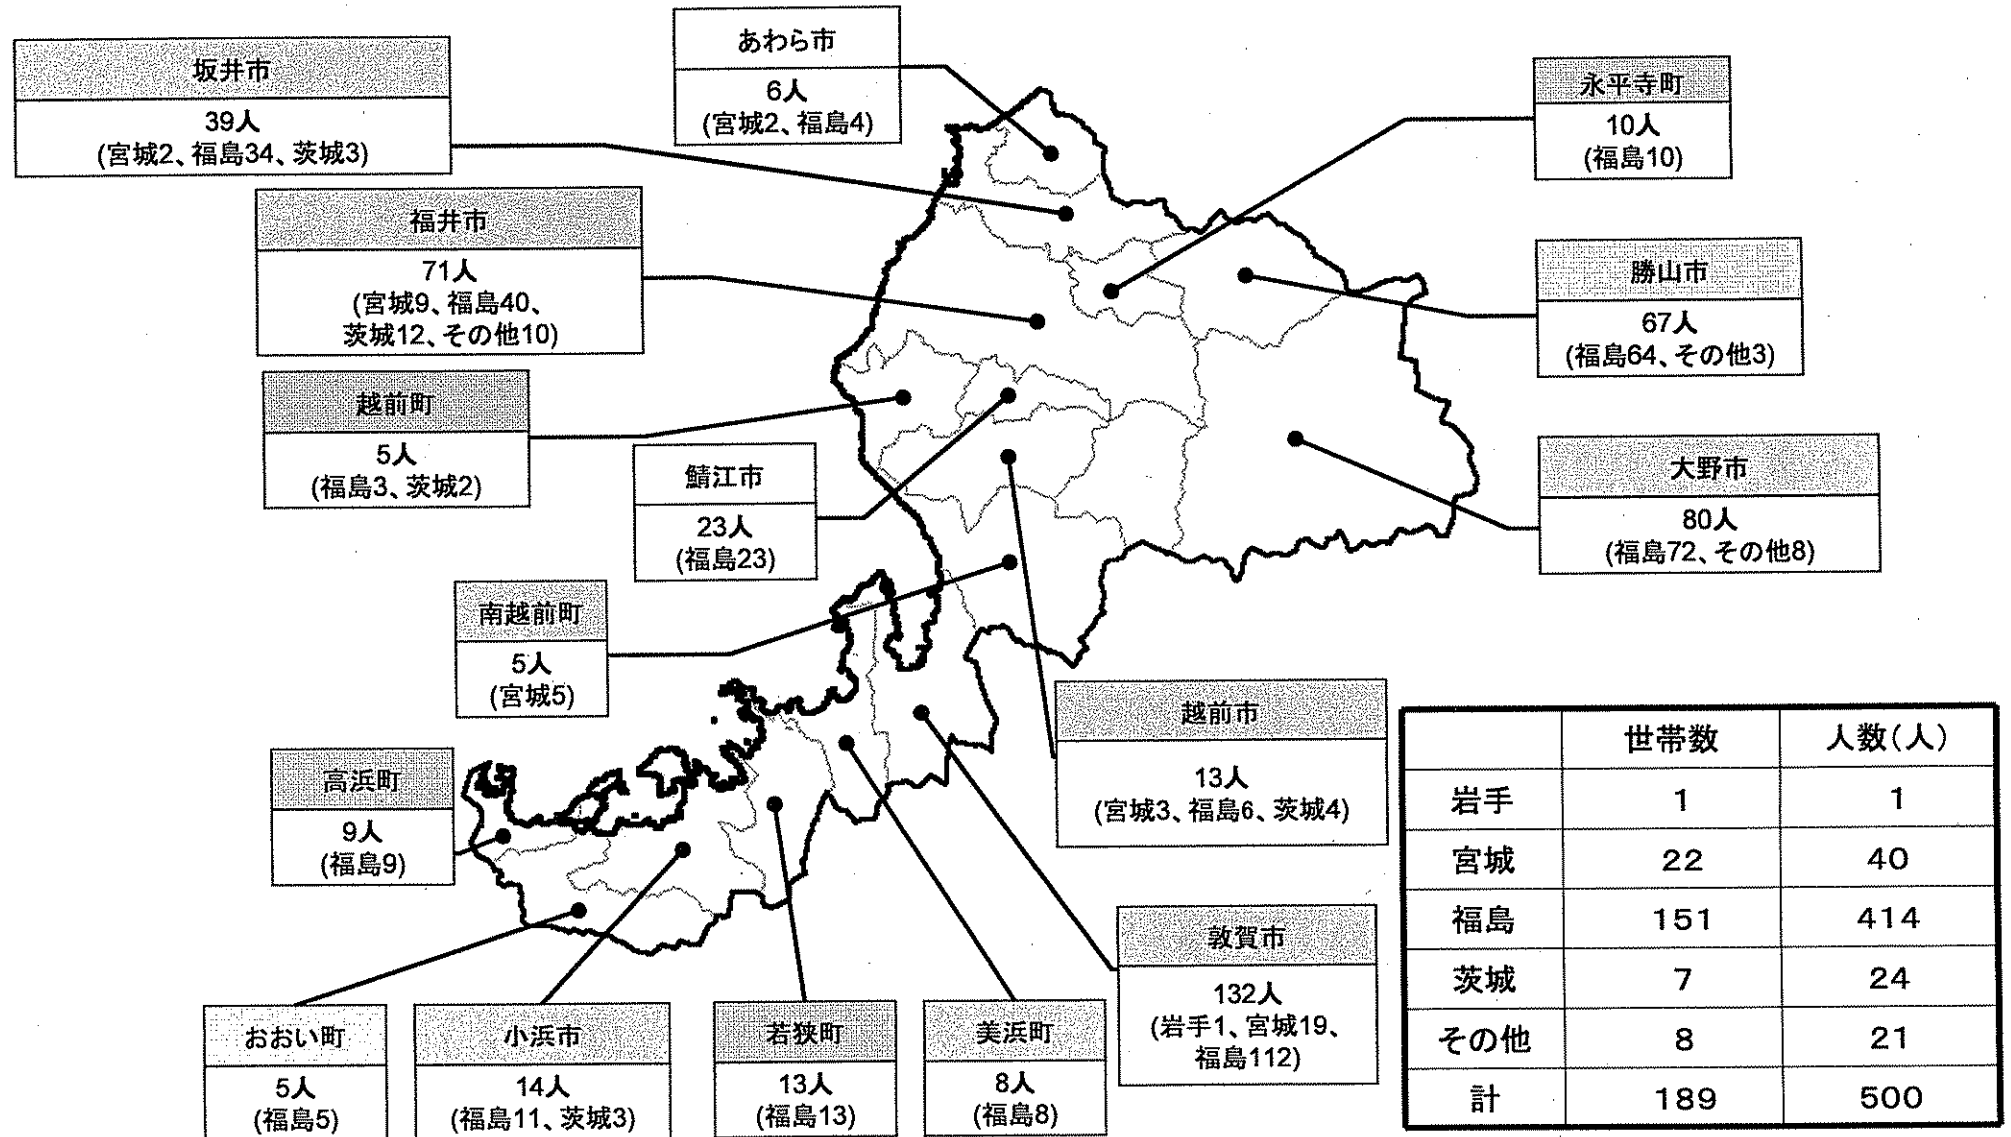 あわら市
6人
(宮城2、福島4)
坂井市
39人
(宮城2、福島34、茨城3)
永平寺町
10人
(福島10)
福井市
71人
(宮城9、福島40、
茨城12、その他10)
勝山市
67人
(福島64、その他3)
越前町
5人
(福島3、茨城2)
鯖江市
23人
(福島23)
大野市
80人
(福島72、その他8)
南越前町
5人
(宮城5)
越前市
13人
(宮城3、福島6、茨城4)
高浜町
9人
(福島9)
敦賀市
132人
(岩手1、宮城19、
福島112)
おおい町
5人
(福島5)
小浜市
14人
(福島11、茨城3)
若狭町
13人
(福島13)
美浜町
8人
(福島8)
世帯数 人数(人)
岩手 1 1
宮城 22 40
福島 151 414
茨城 7 24
その他 8 21
計 189 500